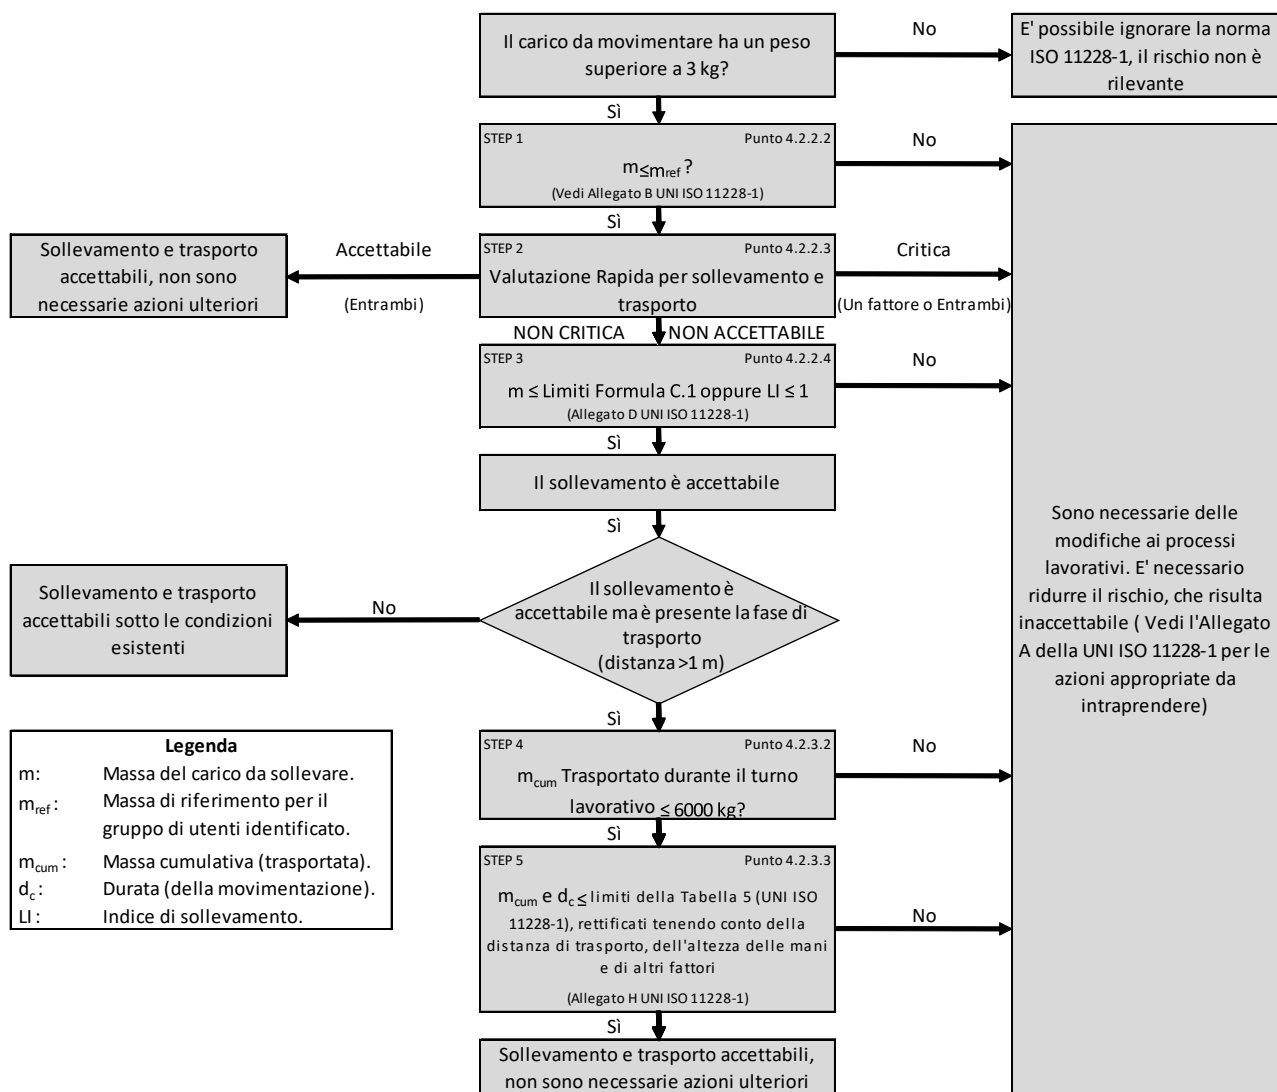 Il carico da movimentare ha un peso
superiore a 3 kg?
No
E' possibile ignorare la norma
ISO 11228-1, il rischio non è
rilevante
Sì
STEP 1 Punto 4.2.2.2
m≤mref ?
(Vedi Allegato B UNI ISO 11228-1)
No
Sì
Sollevamento e trasporto
accettabili, non sono
necessarie azioni ulteriori
Accettabile
(Entrambi)
STEP 2 Punto 4.2.2.3
Valutazione Rapida per sollevamento e
trasporto
Critica
(Un fattore o Entrambi)
NON CRITICA NON ACCETTABILE
STEP 3 Punto 4.2.2.4
m ≤ Limiti Formula C.1 oppure LI ≤ 1
(Allegato D UNI ISO 11228-1)
No
Sì
Il sollevamento è accettabile
Sì
Sono necessarie delle
modifiche ai processi
lavorativi. E' necessario
ridurre il rischio, che risulta
inaccettabile ( Vedi l'Allegato
A della UNI ISO 11228-1 per le
azioni appropriate da
intraprendere)
Sollevamento e trasporto
accettabili sotto le condizioni
esistenti
No
Il sollevamento è
accettabile ma è presente la fase di
trasporto
(distanza >1 m)
Sì
Legenda
m: Massa del carico da sollevare.
mref : Massa di riferimento per il
gruppo di utenti identificato.
mcum : Massa cumulativa (trasportata).
dc : Durata (della movimentazione).
LI : Indice di sollevamento.
STEP 4 Punto 4.2.3.2
mcum Trasportato durante il turno
lavorativo ≤ 6000 kg?
No
Sì
STEP 5 Punto 4.2.3.3
mcum e dc ≤ limiti della Tabella 5 (UNI ISO
11228-1), rettificati tenendo conto della
distanza di trasporto, dell'altezza delle mani
e di altri fattori
(Allegato H UNI ISO 11228-1)
No
Sì
Sollevamento e trasporto accettabili,
non sono necessarie azioni ulteriori